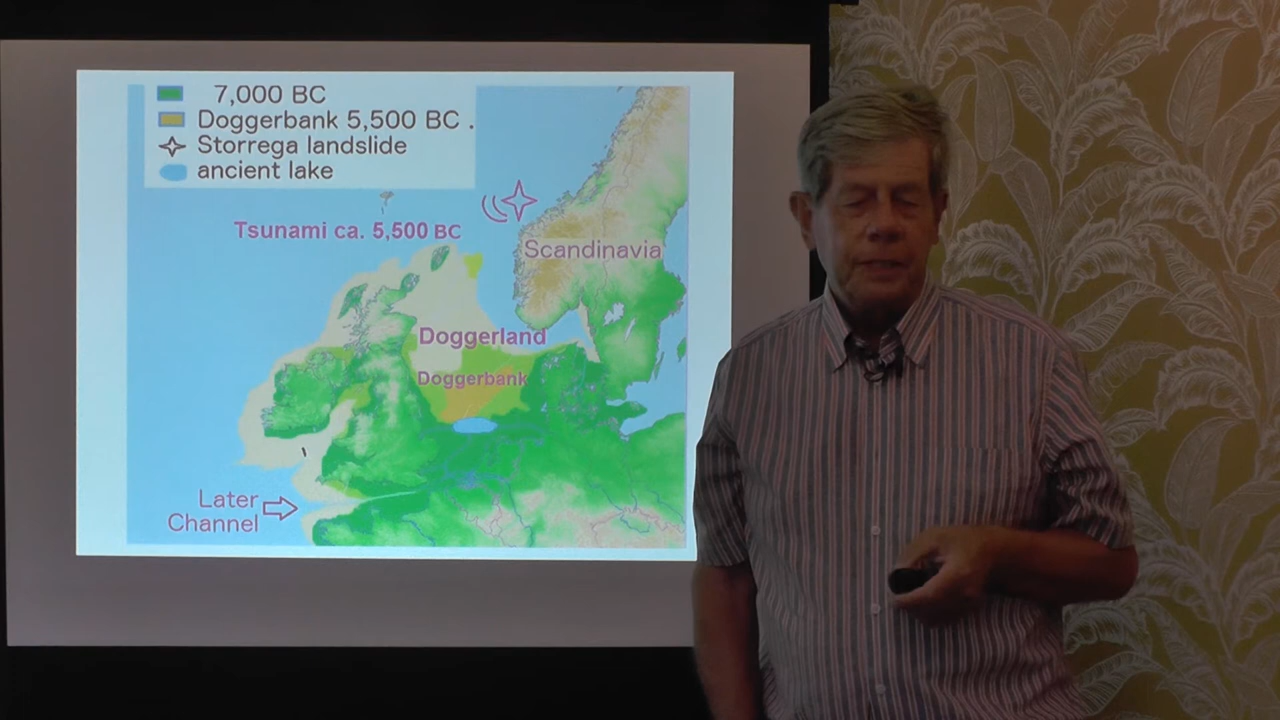 7,000 BC
Doggerbank 5,500 BC .
Storrega landslide
ancient lake
Tsunami ca. 5,500 BC
Scandinavia
Doggerland
Doggerbank
Later
Channel